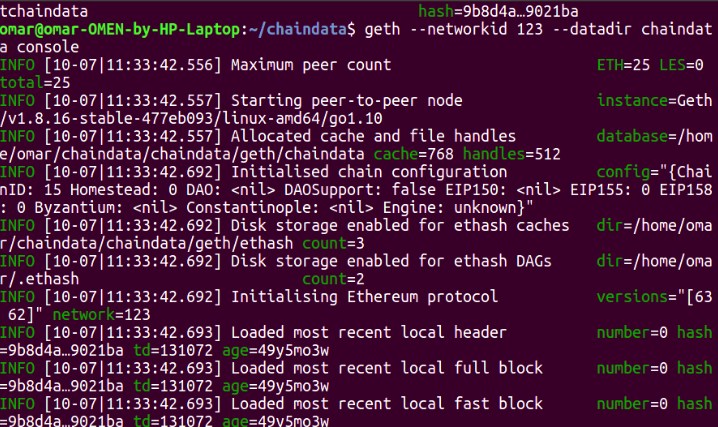 tchaindata hash=9b8d4a…9021ba
omar@omar-OMEN-by-HP-Laptop:~/chaindata$ geth --networkid 123 --datadir chaindat
a console
INFO [10-07|11:33:42.556] Maximum peer count ETH=25 LES=0
total=25
INFO [10-07|11:33:42.557] Starting peer-to-peer node instance=Geth
/v1.8.16-stable-477eb093/linux-amd64/go1.10
INFO [10-07|11:33:42.557] Allocated cache and file handles database=/hom
e/omar/chaindata/chaindata/geth/chaindata cache=768 handles=512
INFO [10-07|11:33:42.692] Initialised chain configuration config="{Chai
nID: 15 Homestead: 0 DAO: <nil> DAOSupport: false EIP150: <nil> EIP155: 0 EIP158
: 0 Byzantium: <nil> Constantinople: <nil> Engine: unknown}"
INFO [10-07|11:33:42.692] Disk storage enabled for ethash caches dir=/home/oma
r/chaindata/chaindata/geth/ethash count=3
INFO [10-07|11:33:42.692] Disk storage enabled for ethash DAGs dir=/home/oma
r/.ethash count=2
INFO [10-07|11:33:42.692] Initialising Ethereum protocol versions="[63
62]" network=123
INFO [10-07|11:33:42.693] Loaded most recent local header number=0 hash
=9b8d4a…9021ba td=131072 age=49y5mo3w
INFO [10-07|11:33:42.693] Loaded most recent local full block number=0 hash
=9b8d4a…9021ba td=131072 age=49y5mo3w
INFO [10-07|11:33:42.693] Loaded most recent local fast block number=0 hash
=9b8d4a…9021ba td=131072 age=49y5mo3w